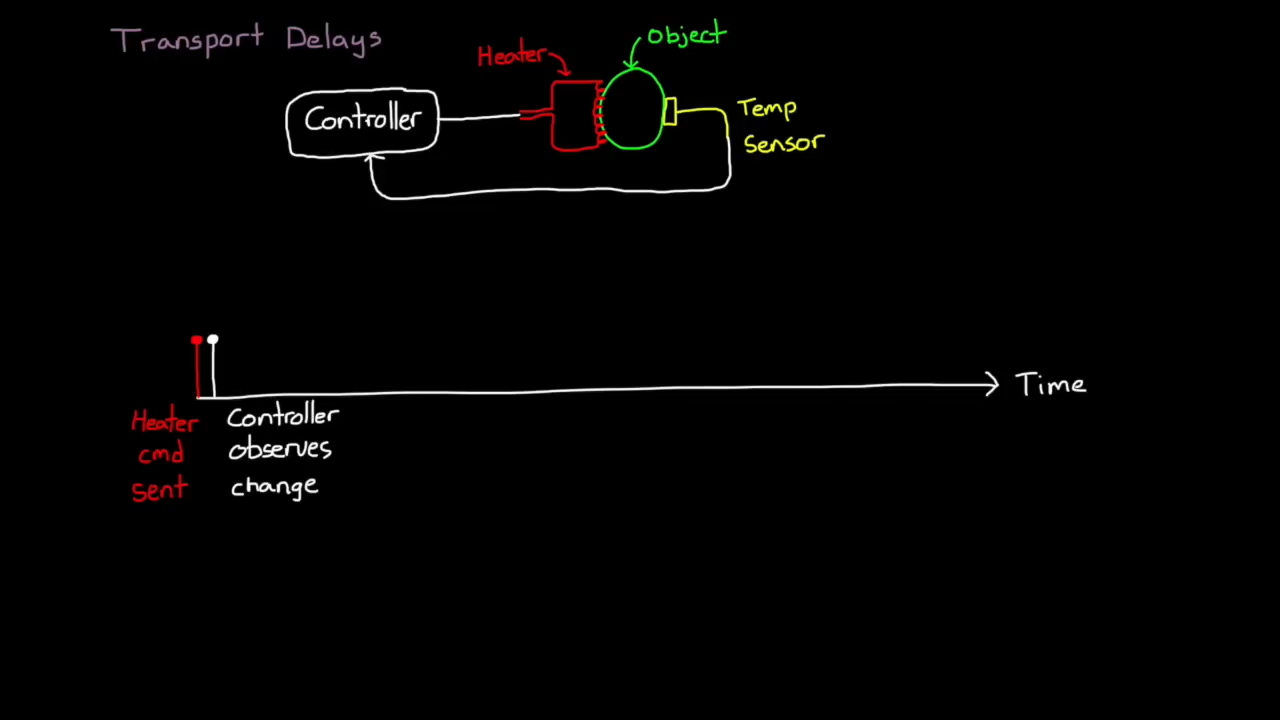 Transport Delays
Object
Heater
Controller
Temp
Sensor
Time
Heater
cmd
sent
Controller
observes
change